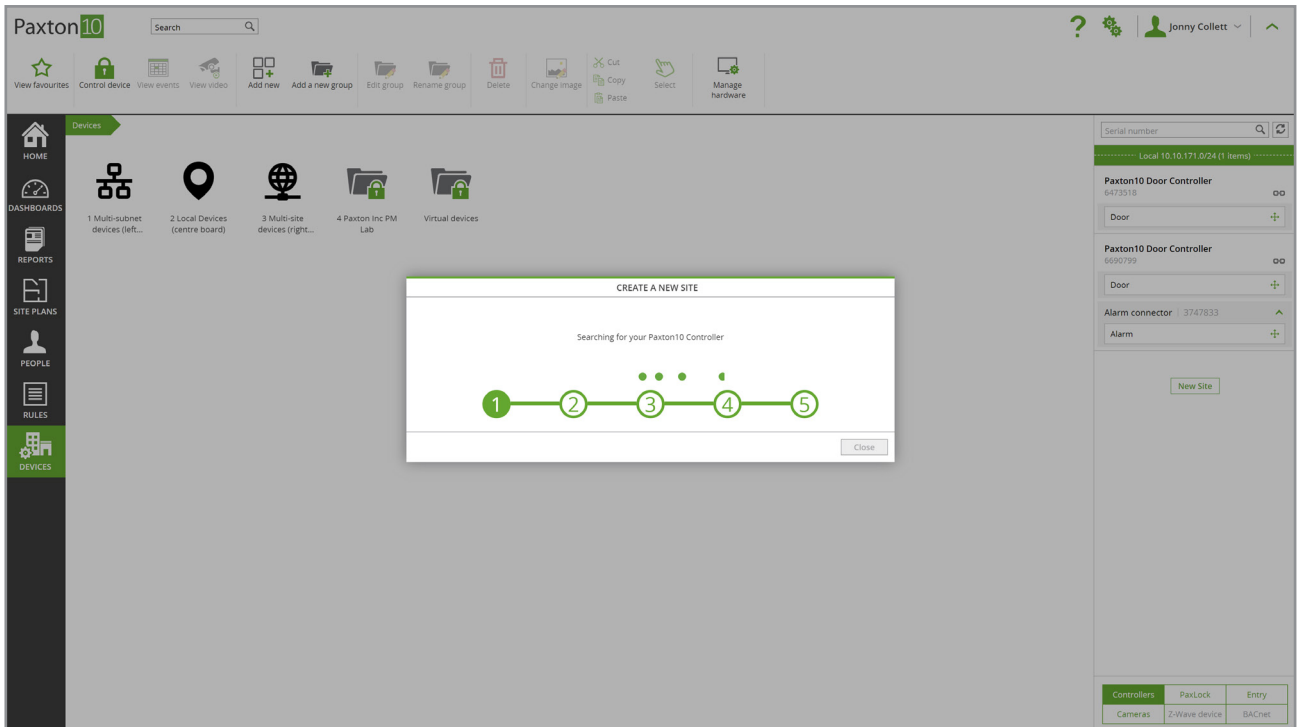 Paxton10
Search
Jonny Collett
View favourites
Control device
View events
View video
Add new
Add a new group
Edit group
Rename group
Delete
Change image
Cut
Copy
Paste
Select
Manage
hardware
HOME
DASHBOARDS
REPORTS
SITE PLANS
PEOPLE
RULES
DEVICES
Devices
1 Multi-subnet
devices (left...
2 Local Devices
(centre board)
3 Multi-site
devices (right...
4 Paxton Inc PM
Lab
Virtual devices
CREATE A NEW SITE
Searching for your Paxton10 Controller
1
2
3
4
5
Close
Serial number
Local 10.10.171.0/24 (1 items)
Paxton10 Door Controller
6473518
Door
Paxton10 Door Controller
6690799
Door
Alarm connector | 3747833
Alarm
New Site
Controllers
PaxLock
Entry
Cameras
Z-Wave device
BACnet